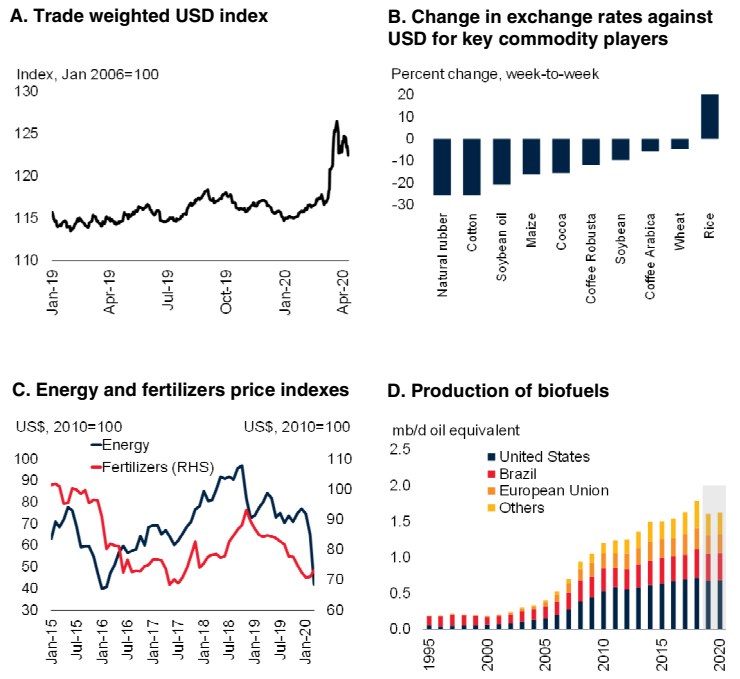 A. Trade weighted USD index
Index, Jan 2006=100
130
125
120
115
110
Jan-19
Apr-19
Jul-19
Oct-19
Jan-20
Apr-20
B. Change in exchange rates against
USD for key commodity players
Percent change, week-to-week
20
10
0
-10
-20
-30
Natural rubber
Cotton
Soybean oil
Maize
Cocoa
Coffee Robusta
Soybean
Coffee Arabica
Wheat
Rice
C. Energy and fertilizers price indexes
US$, 2010=100
US$, 2010=100
Energy
Fertilizers (RHS)
100
90
80
70
60
50
40
30
110
100
90
80
70
60
Jan-15
Jul-15
Jan-16
Jul-16
Jan-17
Jul-17
Jan-18
Jul-18
Jan-19
Jul-19
Jan-20
D. Production of biofuels
mb/d oil equivalent
2.5
2.0
1.5
1.0
0.5
0.0
United States
Brazil
European Union
Others
1995
2000
2005
2010
2015
2020